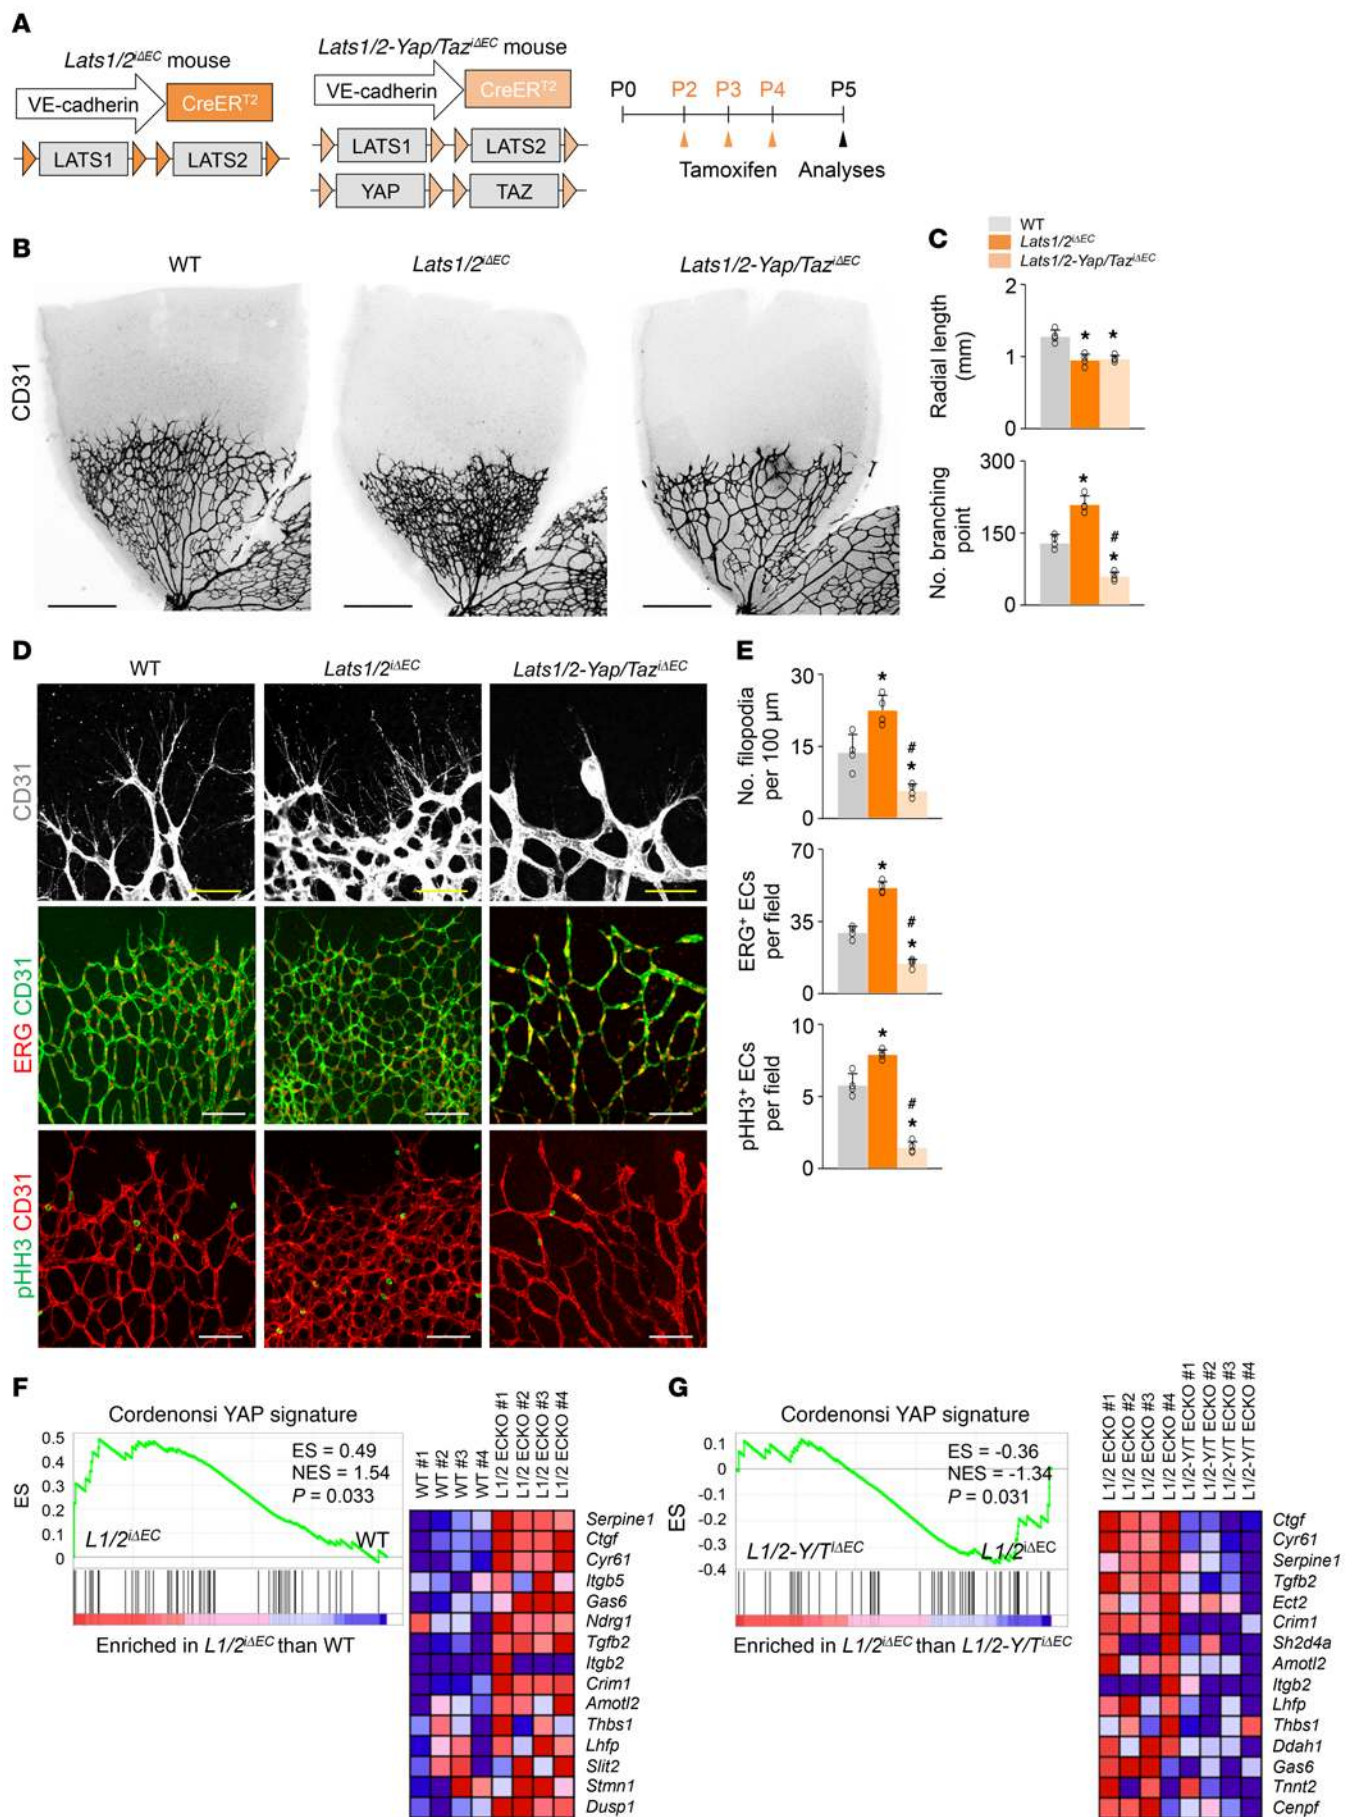 A
Lats1/2iΔEC mouse
VE-cadherin
CreERT2
LATS1
LATS2
Lats1/2-Yap/TaziΔEC mouse
VE-cadherin
CreERT2
LATS1
LATS2
YAP
TAZ
P0
P2
P3
P4
P5
Tamoxifen
Analyses
B
WT
Lats1/2iΔEC
Lats1/2-Yap/TaziΔEC
CD31
C
WT
Lats1/2iΔEC
Lats1/2-Yap/TaziΔEC
Radial length
(mm)
2
1
0
*
*
No. branching
point
300
150
0
*
#
*
D
WT
Lats1/2iΔEC
Lats1/2-Yap/TaziΔEC
CD31
ERG CD31
pHH3 CD31
E
No. filopodia
per 100 µm
30
15
0
*
#
*
ERG+ ECs
per field
70
35
0
*
#
*
pHH3+ ECs
per field
10
5
0
*
#
*
F
Cordenonsi YAP signature
ES
0.5
0.4
0.3
0.2
0.1
0
ES = 0.49
NES = 1.54
P = 0.033
L1/2iΔEC
WT
Enriched in L1/2iΔEC than WT
WT #1
WT #2
WT #3
WT #4
L1/2 ECKO #1
L1/2 ECKO #2
L1/2 ECKO #3
L1/2 ECKO #4
Serpine1
Ctgf
Cyr61
Itgb5
Gas6
Ndrg1
Tgfb2
Itgb2
Crim1
Amotl2
Thbs1
Lhfp
Slit2
Stmn1
Dusp1
G
Cordenonsi YAP signature
ES
0.1
0
-0.1
-0.2
-0.3
-0.4
ES = -0.36
NES = -1.34
P = 0.031
L1/2-Y/TiΔEC
L1/2iΔEC
Enriched in L1/2iΔEC than L1/2-Y/TiΔEC
L1/2 ECKO #1
L1/2 ECKO #2
L1/2 ECKO #3
L1/2 ECKO #4
L1/2-Y/T ECKO #1
L1/2-Y/T ECKO #2
L1/2-Y/T ECKO #3
L1/2-Y/T ECKO #4
Ctgf
Cyr61
Serpine1
Tgfb2
Ect2
Crim1
Sh2d4a
Amotl2
Itgb2
Lhfp
Thbs1
Ddah1
Gas6
Tnnt2
Cenpf